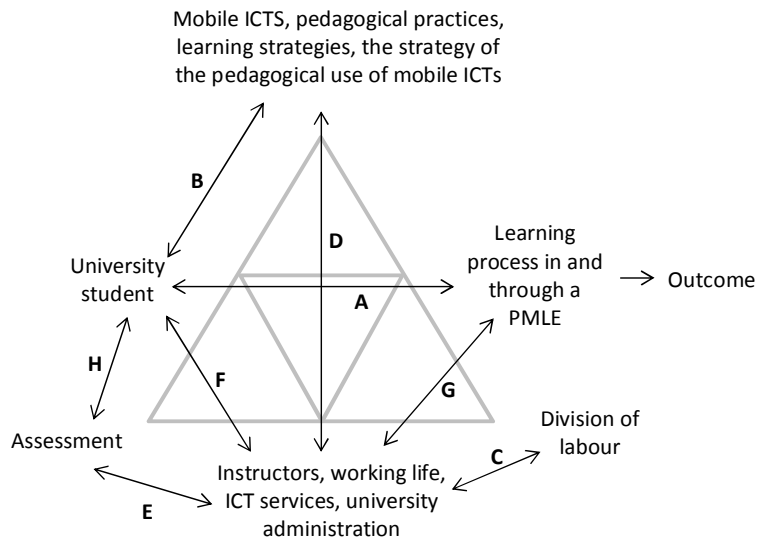 Mobile ICTS, pedagogical practices,
learning strategies, the strategy of
the pedagogical use of mobile ICTs
B
D
University
student
Learning
process in and
through a
PMLE
Outcome
A
H
F
G
Assessment
Division of
labour
C
Instructors, working life,
ICT services, university
administration
E